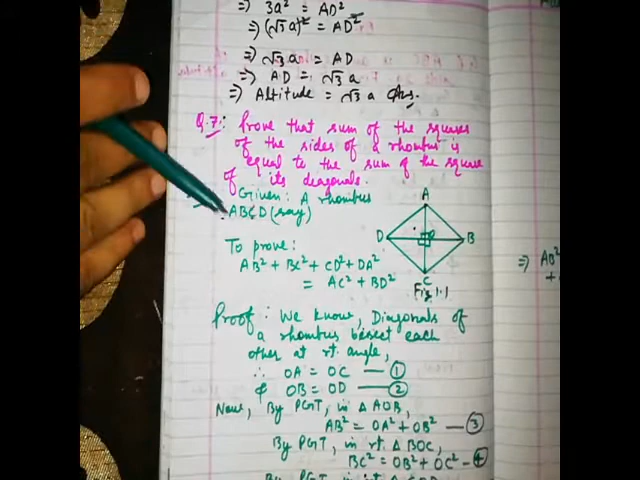 => 3a² = AD²
=> (√3 a)² = AD²
=> √3 a = AD
=> AD = √3 a
=> Altitude = √3 a Ans.
Q.7: Prove that sum of the squares
of the sides of a rhombus is
equal to the sum of the square
of its diagonals.
Given: A rhombus
ABCD (say)
A
D
O
B
C
Fig 1.1
To prove:
AB² + BC² + CD² + DA²
= AC² + BD²
=> AB²
+
Proof: We know, Diagonals of
a rhombus bisect each
other at rt. angle,
∴ OA = OC — ①
& OB = OD — ②
Now, By PGT, in Δ AOB,
AB² = OA² + OB² — ③
By PGT, in rt. Δ BOC,
BC² = OB² + OC² — ④